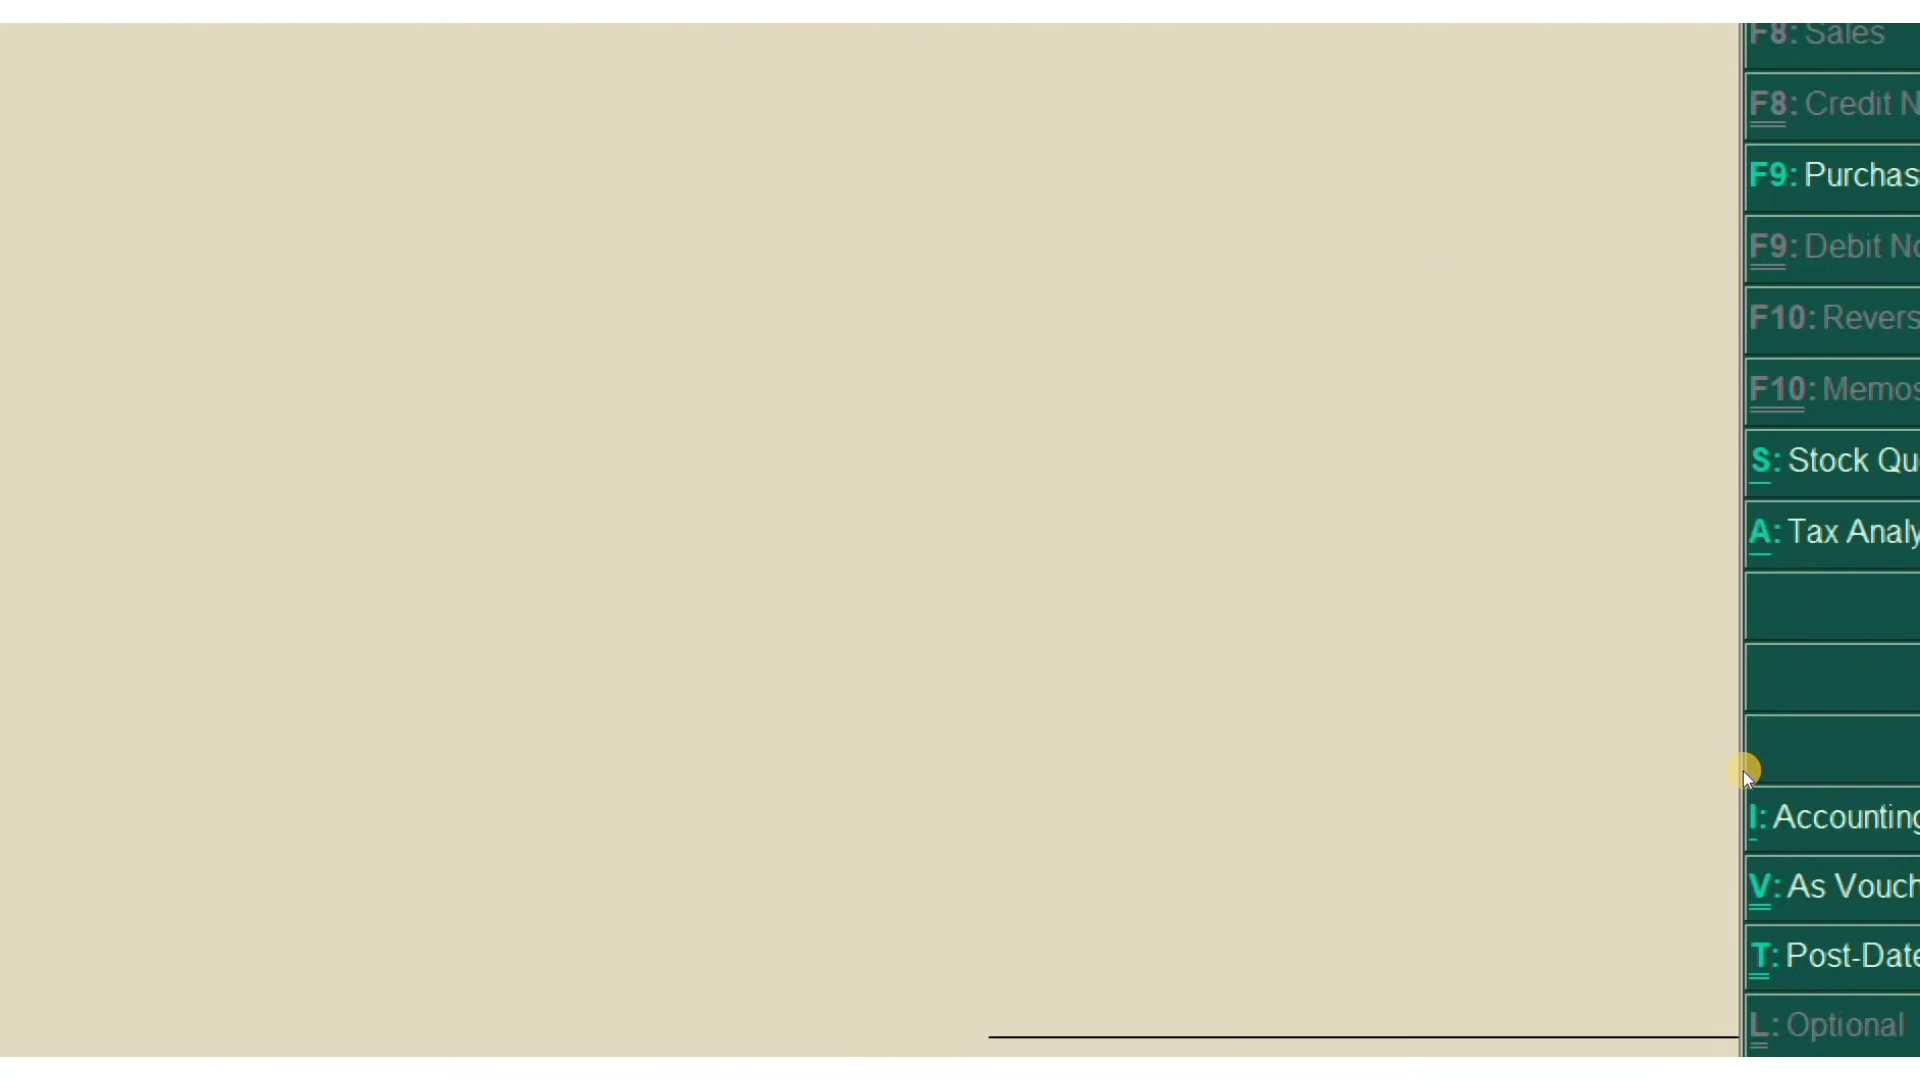 F8: Sales
F8: Credit N
F9: Purchas
F9: Debit No
F10: Revers
F10: Memos
S: Stock Qu
A: Tax Analy
I: Accounting
V: As Vouch
T: Post-Date
L: Optional